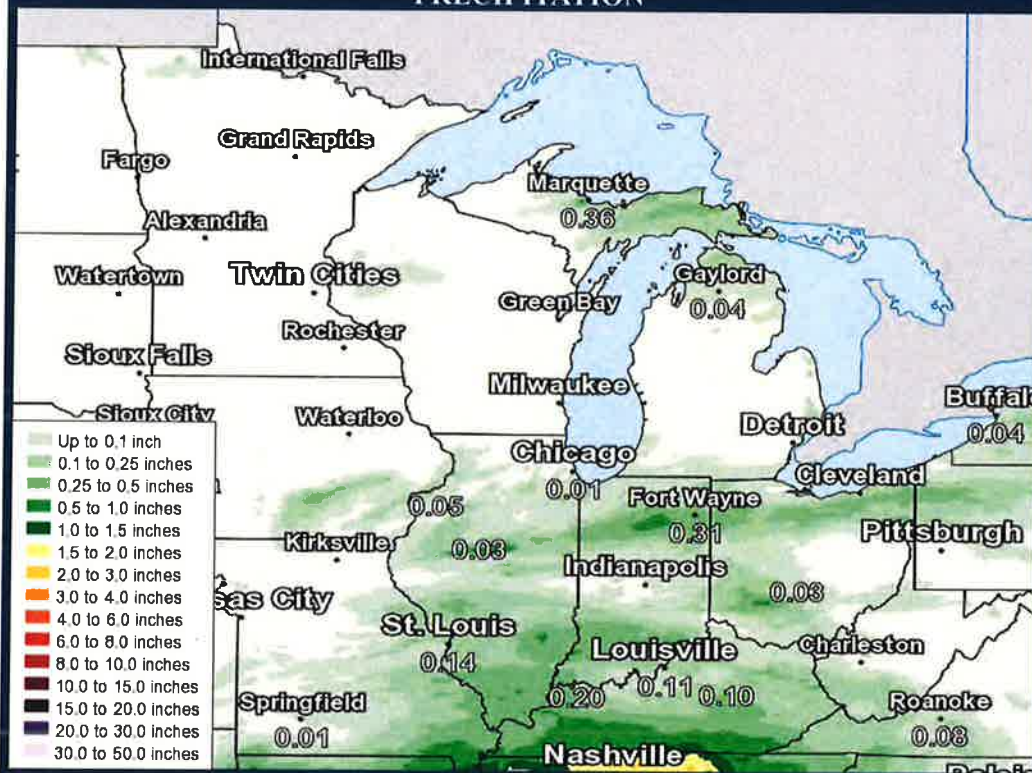 PRECIPITATION
International Falls
Grand Rapids
Fargo
Marquette
0.36
Alexandria
Watertown
Twin Cities
Gaylord
0.04
Green Bay
Rochester
Sioux Falls
Milwaukee
Sioux City
Waterloo
Detroit
Buffal
0.04
Chicago
0.01
Cleveland
Fort Wayne
0.31
0.05
Pittsburgh
Kirksville
0.03
Indianapolis
sas City
0.03
St. Louis
0.14
Louisville
Charleston
0.20
0.11
0.10
Springfield
0.01
Roanoke
0.08
Nashville
Up to 0.1 inch
0.1 to 0.25 inches
0.25 to 0.5 inches
0.5 to 1.0 inches
1.0 to 1.5 inches
1.5 to 2.0 inches
2.0 to 3.0 inches
3.0 to 4.0 inches
4.0 to 6.0 inches
6.0 to 8.0 inches
8.0 to 10.0 inches
10.0 to 15.0 inches
15.0 to 20.0 inches
20.0 to 30.0 inches
30.0 to 50.0 inches